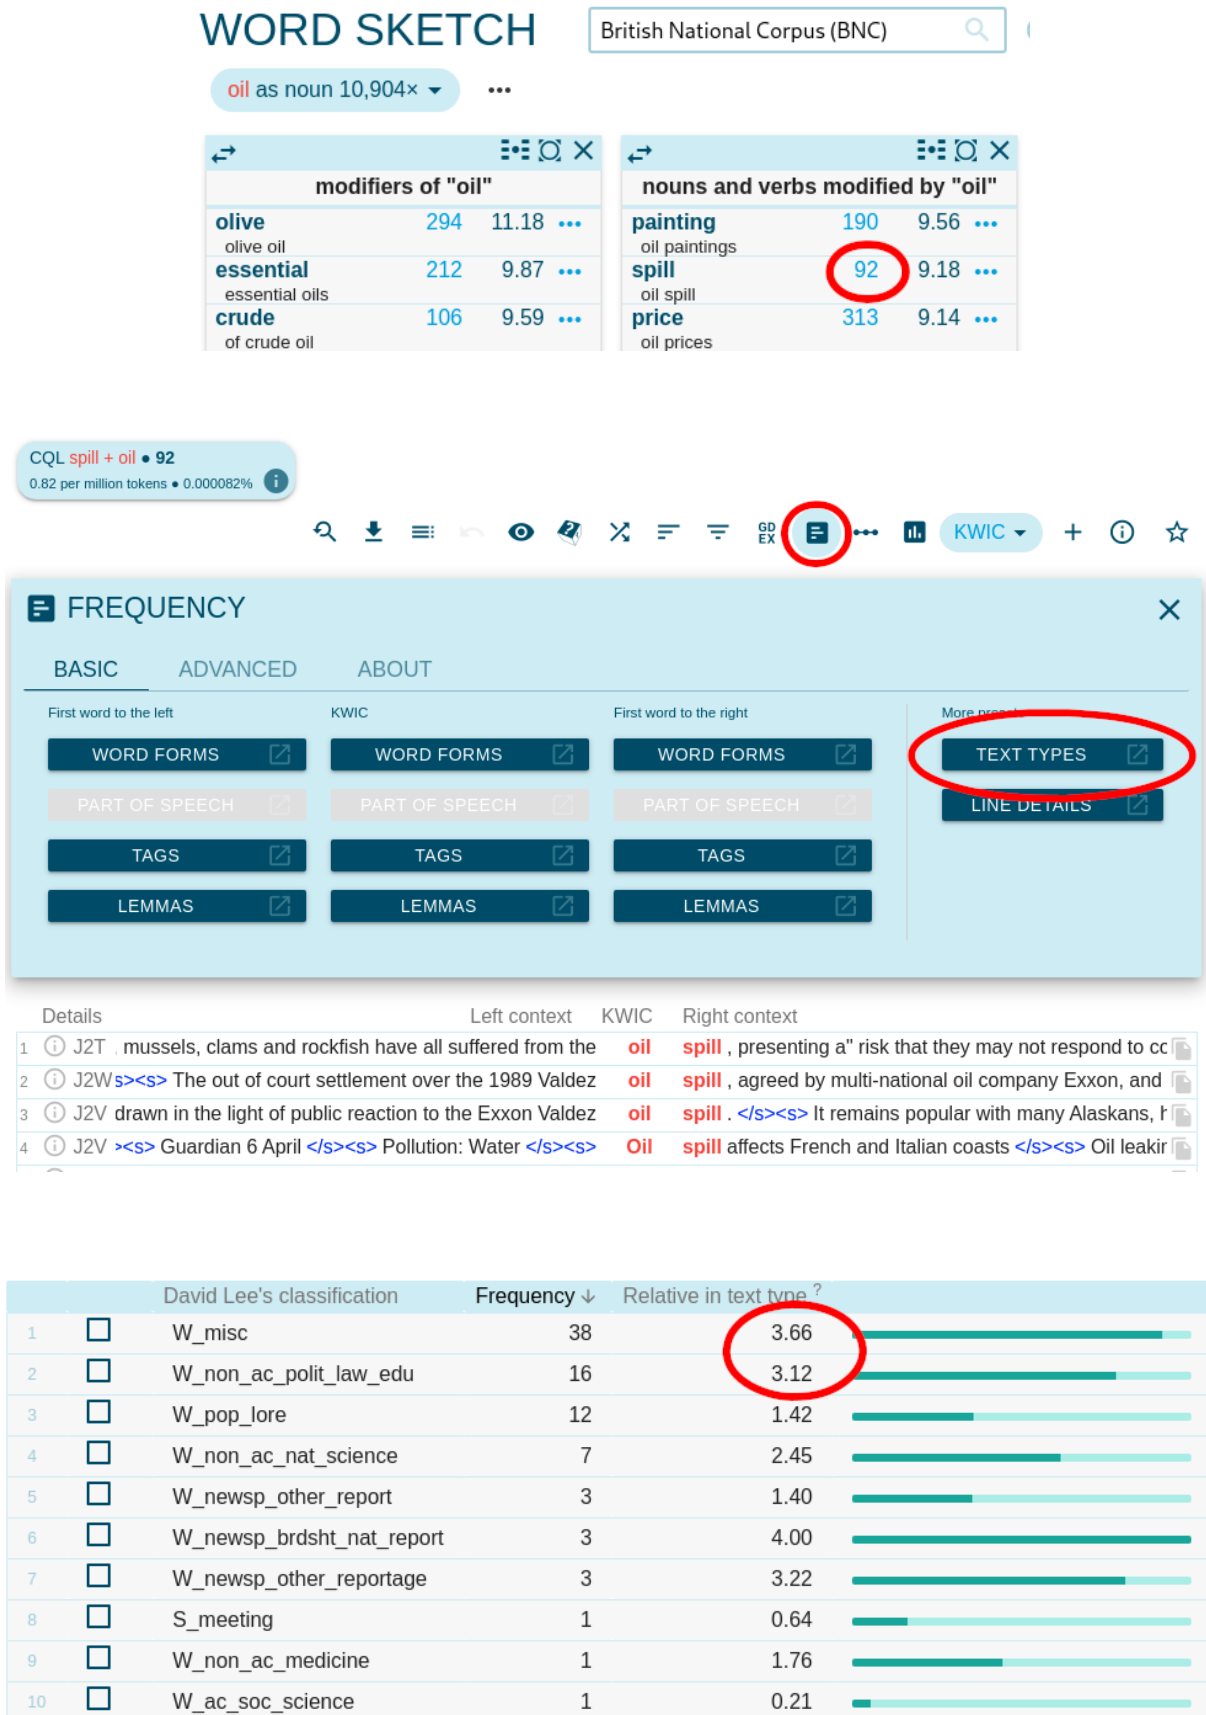 WORD SKETCH
British National Corpus (BNC)
oil as noun 10,904×
modifiers of "oil"
olive 294 11.18
olive oil
essential 212 9.87
essential oils
crude 106 9.59
of crude oil
nouns and verbs modified by "oil"
painting 190 9.56
oil paintings
spill 92 9.18
oil spill
price 313 9.14
oil prices
CQL spill + oil • 92
0.82 per million tokens • 0.000082%
GD
EX
KWIC
FREQUENCY
BASIC ADVANCED ABOUT
First word to the left KWIC First word to the right More presets
WORD FORMS WORD FORMS WORD FORMS TEXT TYPES
PART OF SPEECH PART OF SPEECH PART OF SPEECH LINE DETAILS
TAGS TAGS TAGS
LEMMAS LEMMAS LEMMAS
Details Left context KWIC Right context
1 J2T , mussels, clams and rockfish have all suffered from the oil spill , presenting a" risk that they may not respond to
2 J2W s><s> The out of court settlement over the 1989 Valdez oil spill , agreed by multi-national oil company Exxon, and
3 J2V drawn in the light of public reaction to the Exxon Valdez oil spill . </s><s> It remains popular with many Alaskans,
4 J2V ><s> Guardian 6 April </s><s> Pollution: Water </s><s> Oil spill affects French and Italian coasts </s><s> Oil
David Lee's classification Frequency Relative in text type ?
1 W_misc 38 3.66
2 W_non_ac_polit_law_edu 16 3.12
3 W_pop_lore 12 1.42
4 W_non_ac_nat_science 7 2.45
5 W_newsp_other_report 3 1.40
6 W_newsp_brdsht_nat_report 3 4.00
7 W_newsp_other_reportage 3 3.22
8 S_meeting 1 0.64
9 W_non_ac_medicine 1 1.76
10 W_ac_soc_science 1 0.21